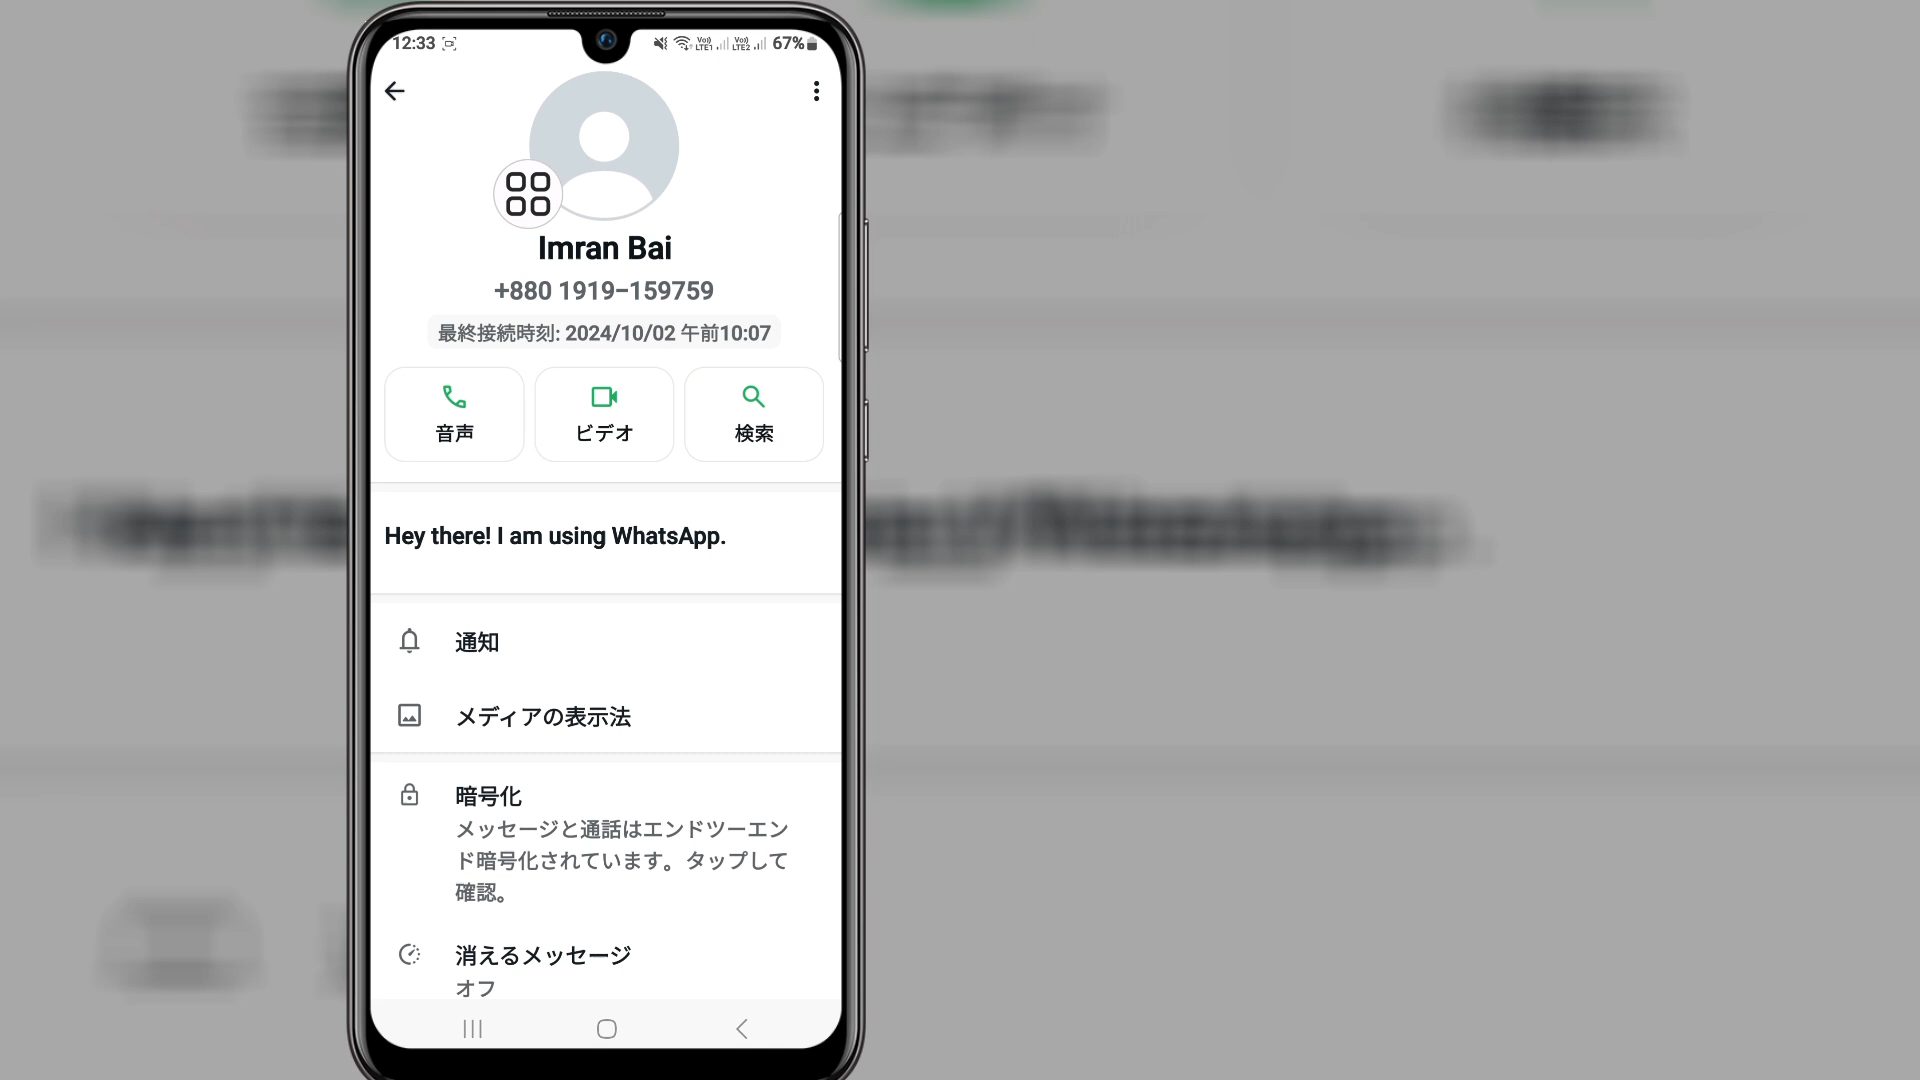 12:33 Vo)) LTE1 Vo)) LTE2 67%
Imran Bai
+880 1919-159759
最終接続時刻: 2024/10/02 午前10:07
音声 ビデオ 検索
Hey there! I am using WhatsApp.
通知
メディアの表示法
暗号化
メッセージと通話はエンドツーエン
ド暗号化されています。タップして
確認。
消えるメッセージ
オフ